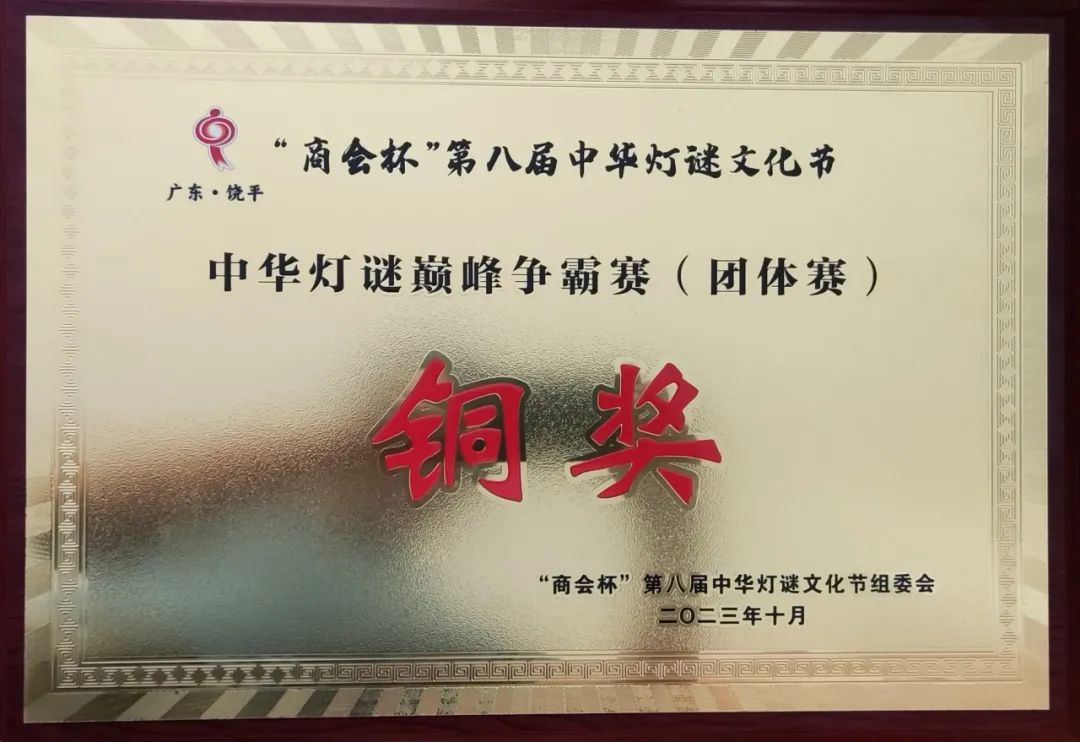 “商会杯”第八届中华灯谜文化节
广东·饶平
中华灯谜巅峰争霸赛（团体赛）
铜奖
“商会杯”第八届中华灯谜文化节组委会
二〇二三年十月